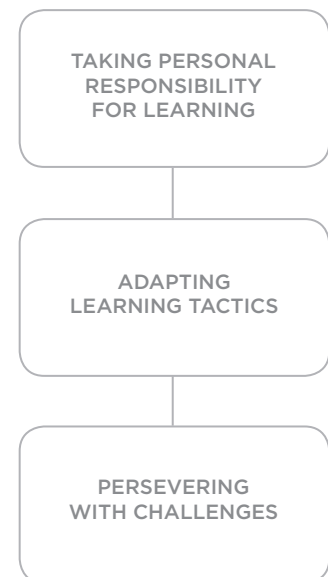 TAKING PERSONAL
RESPONSIBILITY
FOR LEARNING
ADAPTING
LEARNING TACTICS
PERSEVERING
WITH CHALLENGES